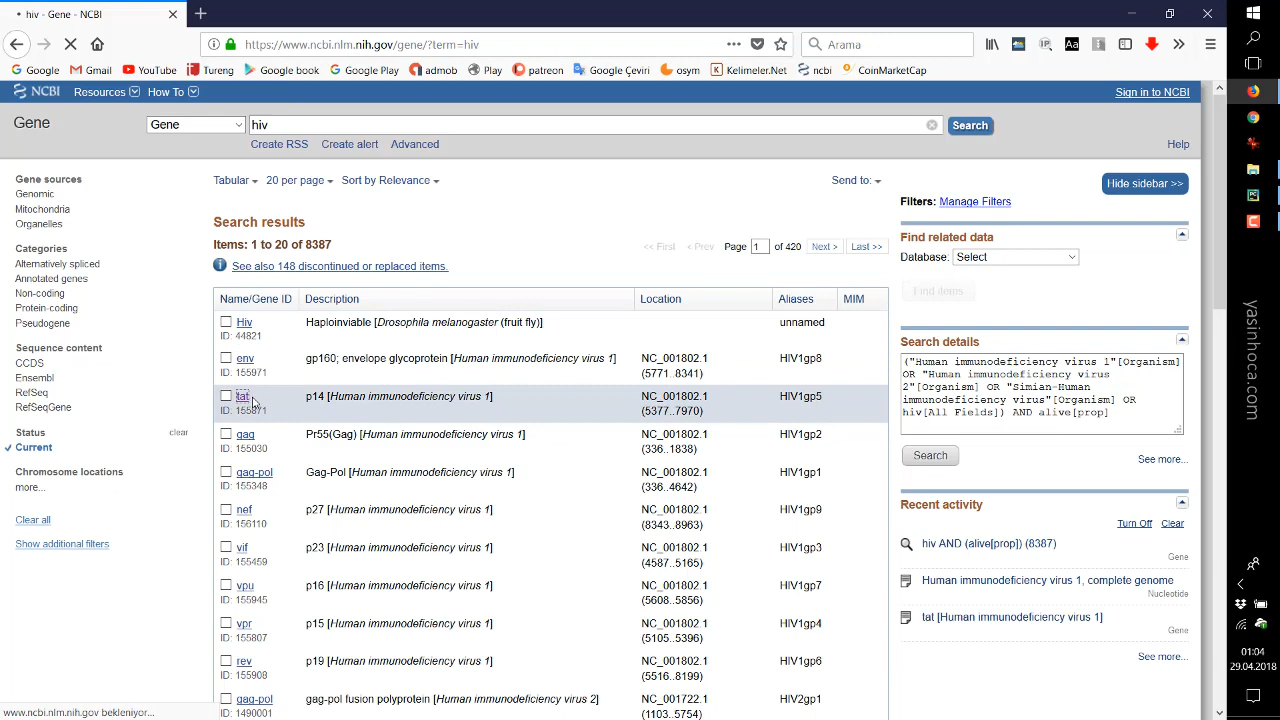 hiv - Gene - NCBI
https://www.ncbi.nlm.nih.gov/gene/?term=hiv
Arama
Google Gmail YouTube Tureng Google book Google Play admob Play patreon Google Çeviri osym Kelimeler.Net ncbi CoinMarketCap
NCBI Resources How To Sign in to NCBI
Gene Gene hiv Search
Create RSS Create alert Advanced Help
Gene sources
Genomic
Mitochondria
Organelles
Categories
Alternatively spliced
Annotated genes
Non-coding
Protein-coding
Pseudogene
Sequence content
CCDS
Ensembl
RefSeq
RefSeqGene
Status clear
Current
Chromosome locations
more...
Clear all
Show additional filters
Tabular 20 per page Sort by Relevance Send to:
Search results
Items: 1 to 20 of 8387
<< First < Prev Page 1 of 420 Next > Last >>
See also 148 discontinued or replaced items.
Name/Gene ID Description Location Aliases MIM
Hiv Haploinviable [Drosophila melanogaster (fruit fly)] unnamed
ID: 44821
env gp160; envelope glycoprotein [Human immunodeficiency virus 1] NC_001802.1 HIV1gp8
ID: 155971 (5771..8341)
tat p14 [Human immunodeficiency virus 1] NC_001802.1 HIV1gp5
ID: 155871 (5377..7970)
gag Pr55(Gag) [Human immunodeficiency virus 1] NC_001802.1 HIV1gp2
ID: 155030 (336..1838)
gag-pol Gag-Pol [Human immunodeficiency virus 1] NC_001802.1 HIV1gp1
ID: 155348 (336..4642)
nef p27 [Human immunodeficiency virus 1] NC_001802.1 HIV1gp9
ID: 156110 (8343..8963)
vif p23 [Human immunodeficiency virus 1] NC_001802.1 HIV1gp3
ID: 155459 (4587..5165)
vpu p16 [Human immunodeficiency virus 1] NC_001802.1 HIV1gp7
ID: 155945 (5608..5856)
vpr p15 [Human immunodeficiency virus 1] NC_001802.1 HIV1gp4
ID: 155807 (5105..5396)
rev p19 [Human immunodeficiency virus 1] NC_001802.1 HIV1gp6
ID: 155908 (5516..8199)
gag-pol gag-pol fusion polyprotein [Human immunodeficiency virus 2] NC_001722.1 HIV2gp1
ID: 1490001 (1103..5754)
Hide sidebar >>
Filters: Manage Filters
Find related data
Database: Select
Find items
Search details
("Human immunodeficiency virus 1"[Organism]
OR "Human immunodeficiency virus
2"[Organism] OR "Simian-Human
immunodeficiency virus"[Organism] OR
hiv[All Fields]) AND alive[prop]
Search See more...
Recent activity
Turn Off Clear
hiv AND (alive[prop]) (8387)
Gene
Human immunodeficiency virus 1, complete genome
Nucleotide
tat [Human immunodeficiency virus 1]
Gene
See more...
www.ncbi.nlm.nih.gov bekleniyor...
yasinhoca_
01:04
29.04.2018